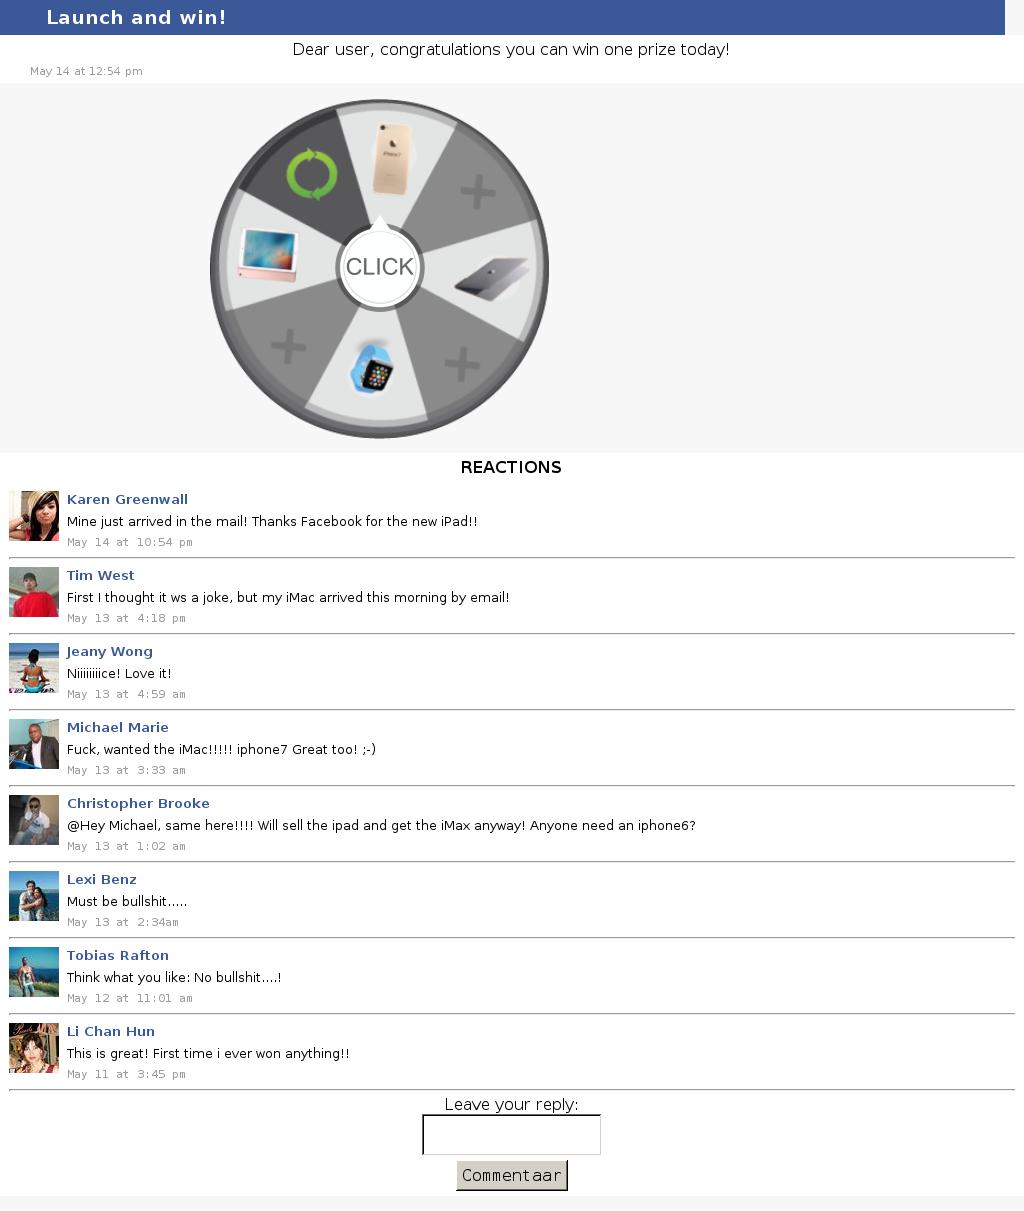 Launch and win!
Dear user, congratulations you can win one prize today!
May 14 at 12:54 pm
iPhone7
CLICK
REACTIONS
Karen Greenwall
Mine just arrived in the mail! Thanks Facebook for the new iPad!!
May 14 at 10:54 pm
Tim West
First I thought it ws a joke, but my iMac arrived this morning by email!
May 13 at 4:18 pm
Jeany Wong
Niiiiiiiice! Love it!
May 13 at 4:59 am
Michael Marie
Fuck, wanted the iMac!!!!! iphone7 Great too! ;-)
May 13 at 3:33 am
Christopher Brooke
@Hey Michael, same here!!!! Will sell the ipad and get the iMax anyway! Anyone need an iphone6?
May 13 at 1:02 am
Lexi Benz
Must be bullshit.....
May 13 at 2:34am
Tobias Rafton
Think what you like: No bullshit....!
May 12 at 11:01 am
Li Chan Hun
This is great! First time i ever won anything!!
May 11 at 3:45 pm
Leave your reply:
Commentaar